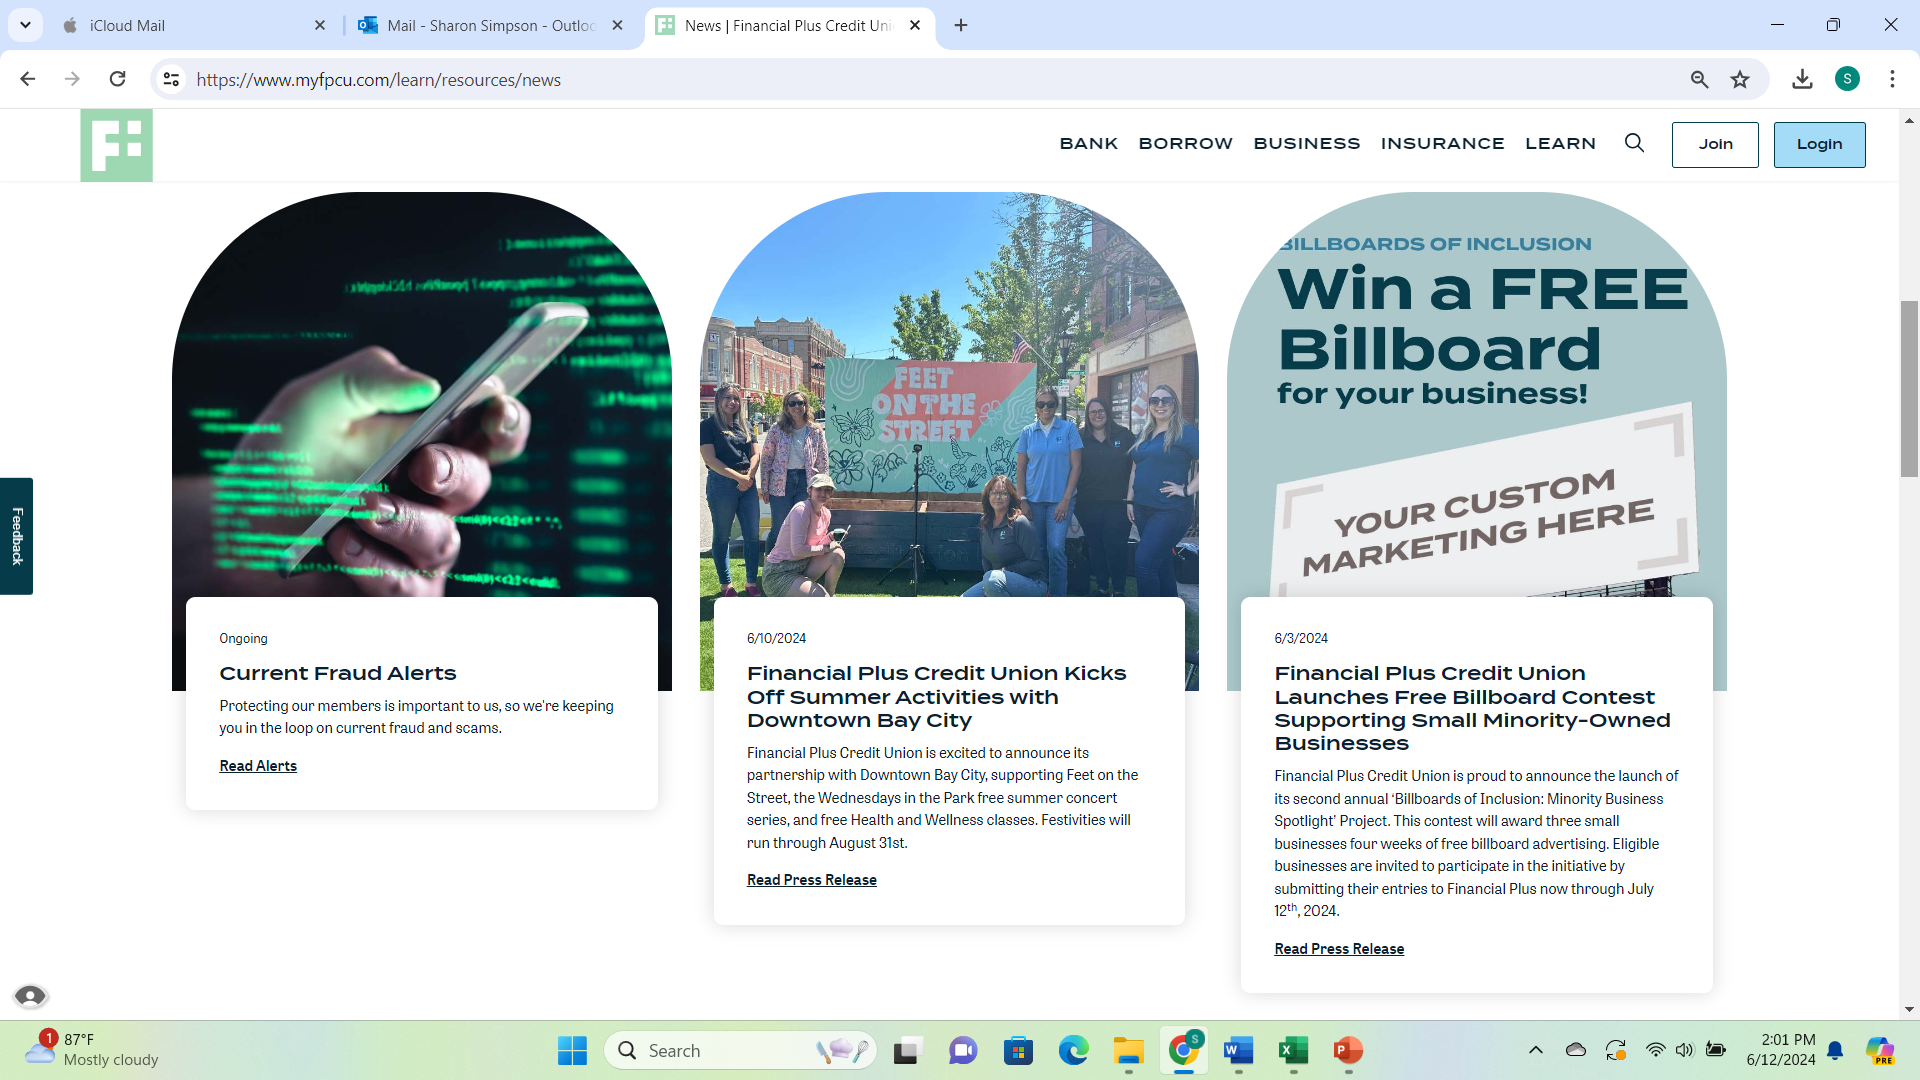 iCloud Mail
Mail - Sharon Simpson - Outloo
News | Financial Plus Credit Uni
https://www.myfpcu.com/learn/resources/news
S
BANK BORROW BUSINESS INSURANCE LEARN
Join
Login
Feedback
FEET
ON THE
STREET
BILLBOARDS OF INCLUSION
Win a FREE
Billboard
for your business!
YOUR CUSTOM
MARKETING HERE
Ongoing
Current Fraud Alerts
Protecting our members is important to us, so we're keeping
you in the loop on current fraud and scams.
Read Alerts
6/10/2024
Financial Plus Credit Union Kicks
Off Summer Activities with
Downtown Bay City
Financial Plus Credit Union is excited to announce its
partnership with Downtown Bay City, supporting Feet on the
Street, the Wednesdays in the Park free summer concert
series, and free Health and Wellness classes. Festivities will
run through August 31st.
Read Press Release
6/3/2024
Financial Plus Credit Union
Launches Free Billboard Contest
Supporting Small Minority-Owned
Businesses
Financial Plus Credit Union is proud to announce the launch of
its second annual ‘Billboards of Inclusion: Minority Business
Spotlight’ Project. This contest will award three small
businesses four weeks of free billboard advertising. Eligible
businesses are invited to participate in the initiative by
submitting their entries to Financial Plus now through July
12th, 2024.
Read Press Release
1
87°F
Mostly cloudy
Search
S
2:01 PM
6/12/2024
PRE